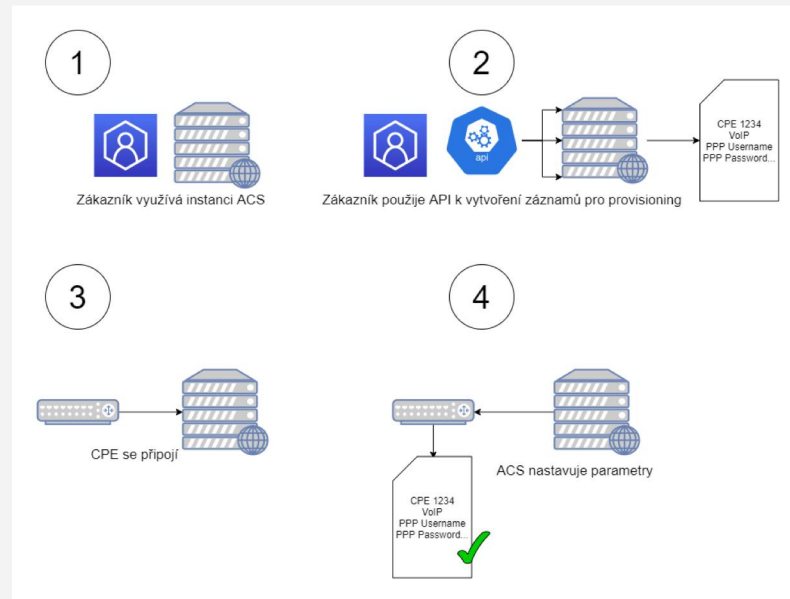 1
2
Zákazník využívá instanci ACS
api
CPE 1234
VoIP
PPP Username
PPP Password...
Zákazník použije API k vytvoření záznamů pro provisioning
3
4
CPE se připojí
ACS nastavuje parametry
CPE 1234
VoIP
PPP Username
PPP Password...